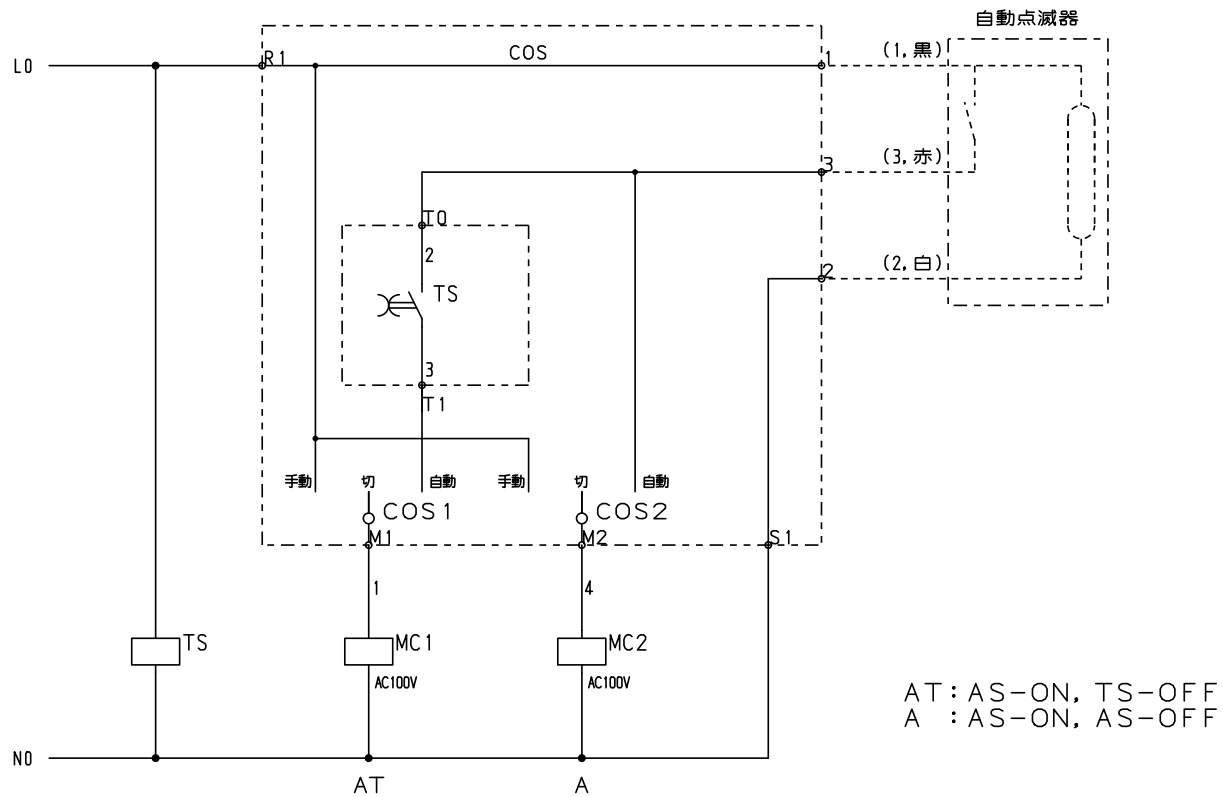 自動点滅器
L0
R1
COS
1
(1,黒)
3
(3,赤)
T0
2
TS
3
T1
2
(2,白)
手動
切
自動
手動
切
自動
COS1
COS2
M1
M2
S1
1
4
TS
MC1
MC2
AC100V
AC100V
AT:AS-ON, TS-OFF
A :AS-ON, AS-OFF
N0
AT
A